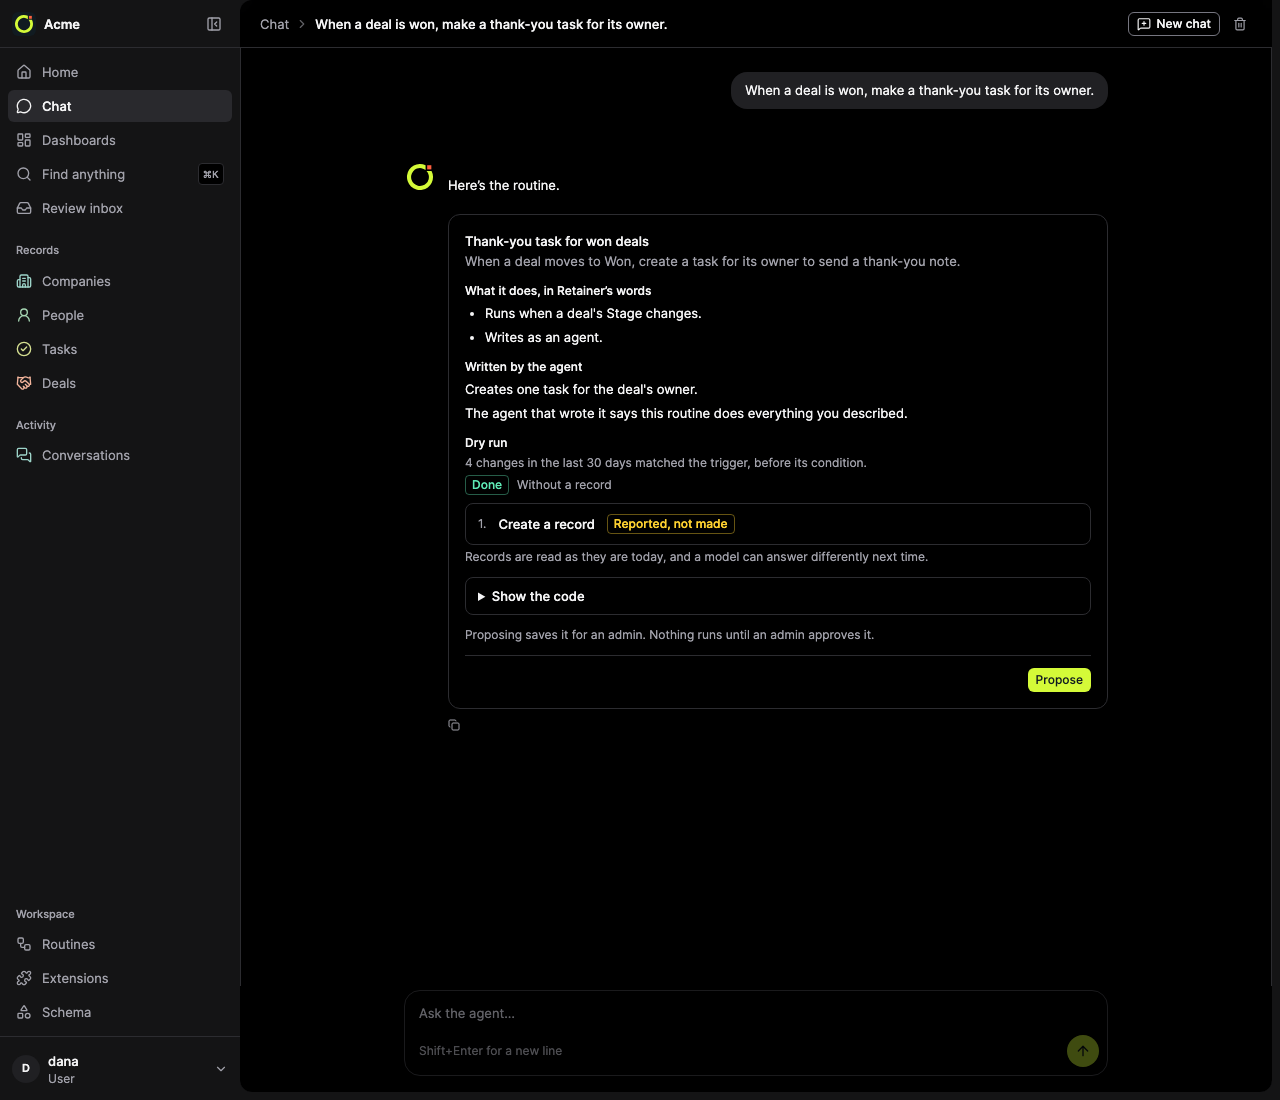 Acme
Home
Chat
Dashboards
Find anything
⌘K
Review inbox
Records
Companies
People
Tasks
Deals
Activity
Conversations
Workspace
Routines
Extensions
Schema
D
dana
User
Chat
When a deal is won, make a thank-you task for its owner.
New chat
When a deal is won, make a thank-you task for its owner.
Here’s the routine.
Thank-you task for won deals
When a deal moves to Won, create a task for its owner to send a thank-you note.
What it does, in Retainer’s words
• Runs when a deal's Stage changes.
• Writes as an agent.
Written by the agent
Creates one task for the deal's owner.
The agent that wrote it says this routine does everything you described.
Dry run
4 changes in the last 30 days matched the trigger, before its condition.
Done Without a record
1. Create a record Reported, not made
Records are read as they are today, and a model can answer differently next time.
Show the code
Proposing saves it for an admin. Nothing runs until an admin approves it.
Propose
Ask the agent...
Shift+Enter for a new line